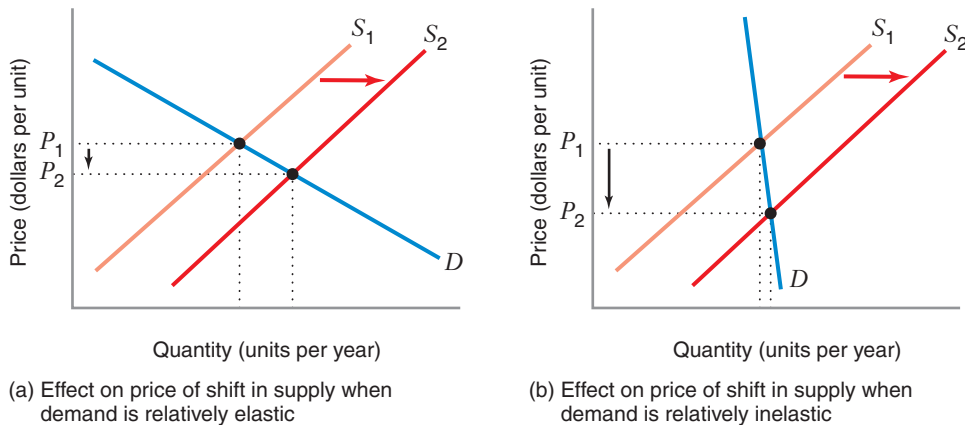 Price (dollars per unit)
S1
S2
P1
P2
D
Quantity (units per year)
(a) Effect on price of shift in supply when
demand is relatively elastic
Price (dollars per unit)
S1
S2
P1
P2
D
Quantity (units per year)
(b) Effect on price of shift in supply when
demand is relatively inelastic